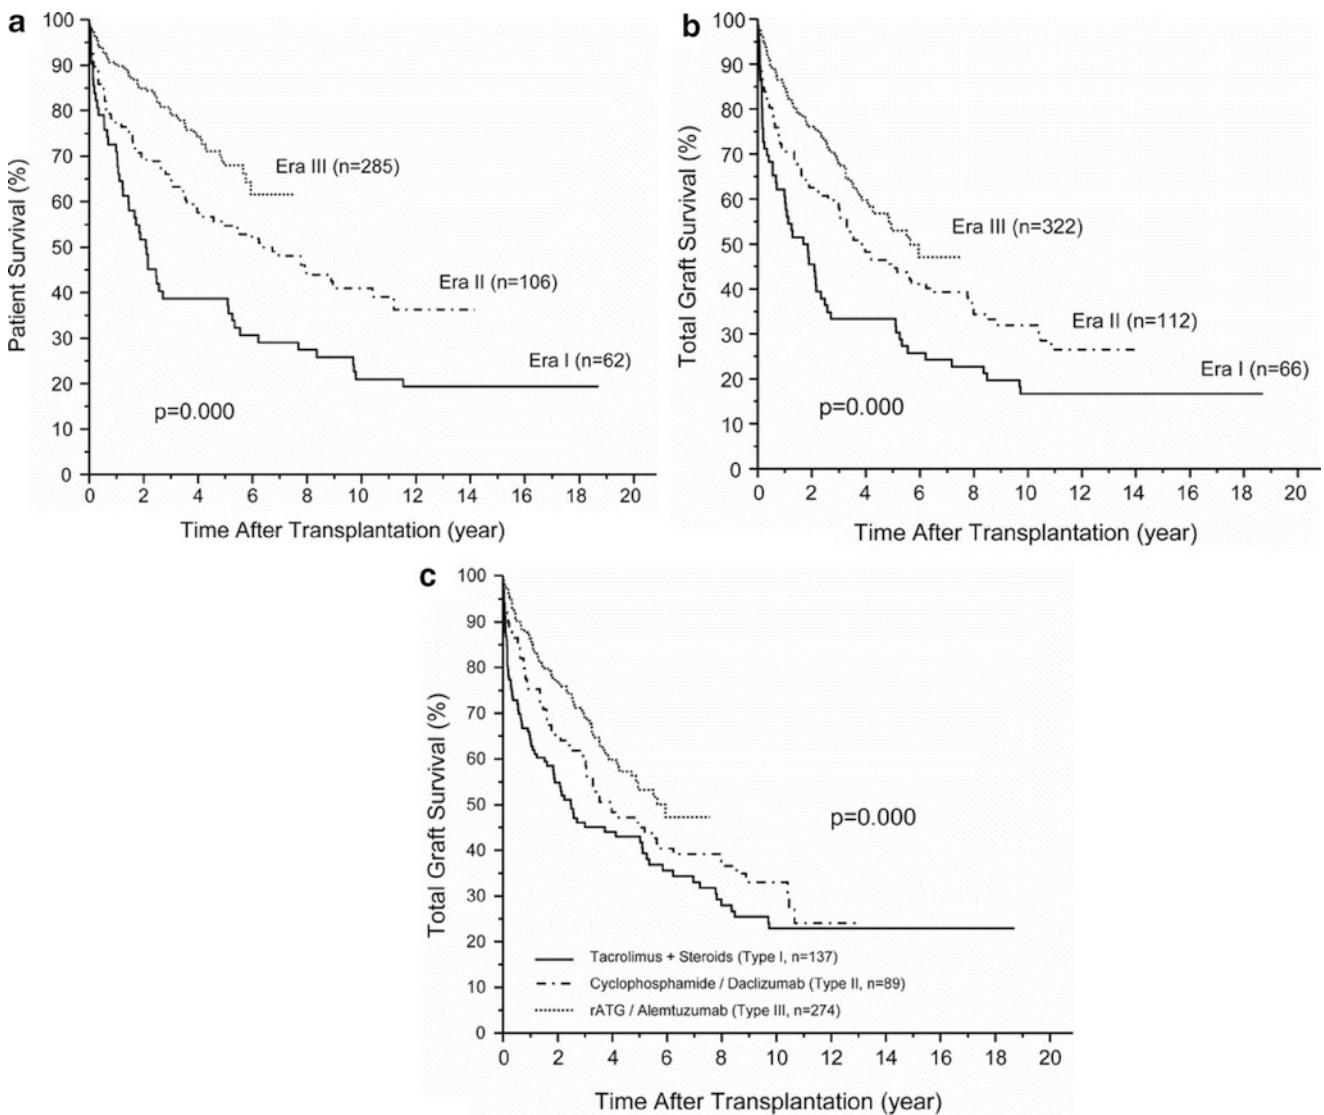 a
100
90
80
70
60
50
40
30
20
10
0
Patient Survival (%)
Era III (n=285)
Era II (n=106)
Era I (n=62)
p=0.000
0 2 4 6 8 10 12 14 16 18 20
Time After Transplantation (year)
b
100
90
80
70
60
50
40
30
20
10
0
Total Graft Survival (%)
Era III (n=322)
Era II (n=112)
Era I (n=66)
p=0.000
0 2 4 6 8 10 12 14 16 18 20
Time After Transplantation (year)
c
100
90
80
70
60
50
40
30
20
10
0
Total Graft Survival (%)
p=0.000
Tacrolimus + Steroids (Type I, n=137)
Cyclophosphamide / Daclizumab (Type II, n=89)
rATG / Alemtuzumab (Type III, n=274)
0 2 4 6 8 10 12 14 16 18 20
Time After Transplantation (year)